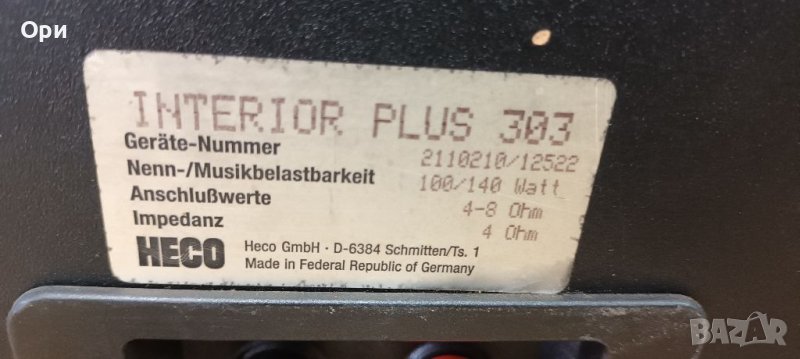 Ори
INTERIOR PLUS 303
Geräte-Nummer 2110210/12522
Nenn-/Musikbelastbarkeit 100/140 Watt
Anschlußwerte 4-8 Ohm
Impedanz 4 Ohm
HECO
Heco GmbH · D-6384 Schmitten/Ts. 1
Made in Federal Republic of Germany
BAZAR